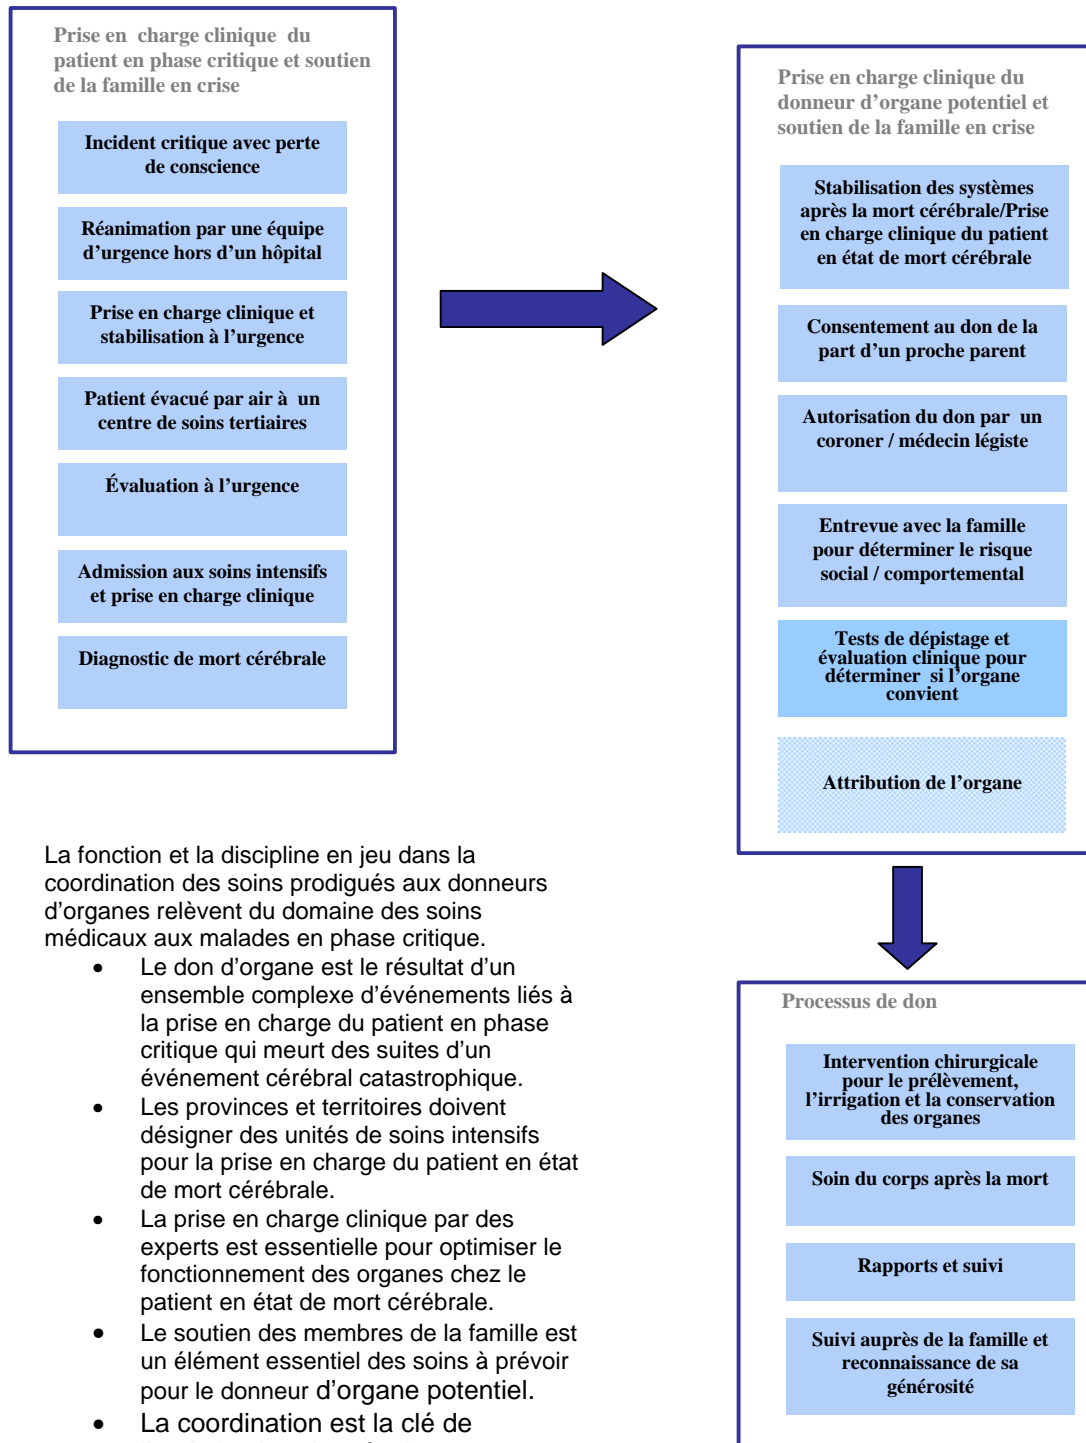 Prise en charge clinique du
patient en phase critique et soutien
de la famille en crise
Incident critique avec perte
de conscience
Réanimation par une équipe
d’urgence hors d’un hôpital
Prise en charge clinique et
stabilisation à l’urgence
Patient évacué par air à un
centre de soins tertiaires
Évaluation à l’urgence
Admission aux soins intensifs
et prise en charge clinique
Diagnostic de mort cérébrale
Prise en charge clinique du
donneur d’organe potentiel et
soutien de la famille en crise
Stabilisation des systèmes
après la mort cérébrale/Prise
en charge clinique du patient
en état de mort cérébrale
Consentement au don de la
part d’un proche parent
Autorisation du don par un
coroner / médecin légiste
Entrevue avec la famille
pour déterminer le risque
social / comportemental
Tests de dépistage et
évaluation clinique pour
déterminer si l’organe
convient
Attribution de l’organe
La fonction et la discipline en jeu dans la
coordination des soins prodigués aux donneurs
d’organes relèvent du domaine des soins
médicaux aux malades en phase critique.
• Le don d’organe est le résultat d’un
ensemble complexe d’événements liés à
la prise en charge du patient en phase
critique qui meurt des suites d’un
événement cérébral catastrophique.
• Les provinces et territoires doivent
désigner des unités de soins intensifs
pour la prise en charge du patient en état
de mort cérébrale.
• La prise en charge clinique par des
experts est essentielle pour optimiser le
fonctionnement des organes chez le
patient en état de mort cérébrale.
• Le soutien des membres de la famille est
un élément essentiel des soins à prévoir
pour le donneur d’organe potentiel.
• La coordination est la clé de
Processus de don
Intervention chirurgicale
pour le prélèvement,
l’irrigation et la conservation
des organes
Soin du corps après la mort
Rapports et suivi
Suivi auprès de la famille et
reconnaissance de sa
générosité